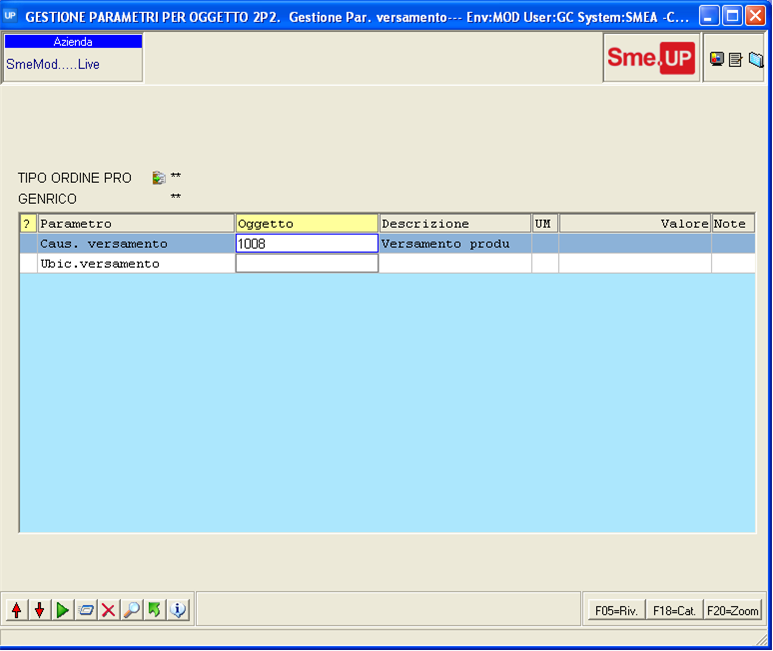 UP GESTIONE PARAMETRI PER OGGETTO 2P2. Gestione Par. versamento--- Env:MOD User:GC System:SMEA -C...
Azienda
SmeMod.....Live
Sme.UP
TIPO ORDINE PRO **
GENRICO **
? Parametro Oggetto Descrizione UM Valore Note
Caus. versamento 1008 Versamento produ
Ubic.versamento
F05=Riv. F18=Cat. F20=Zoom